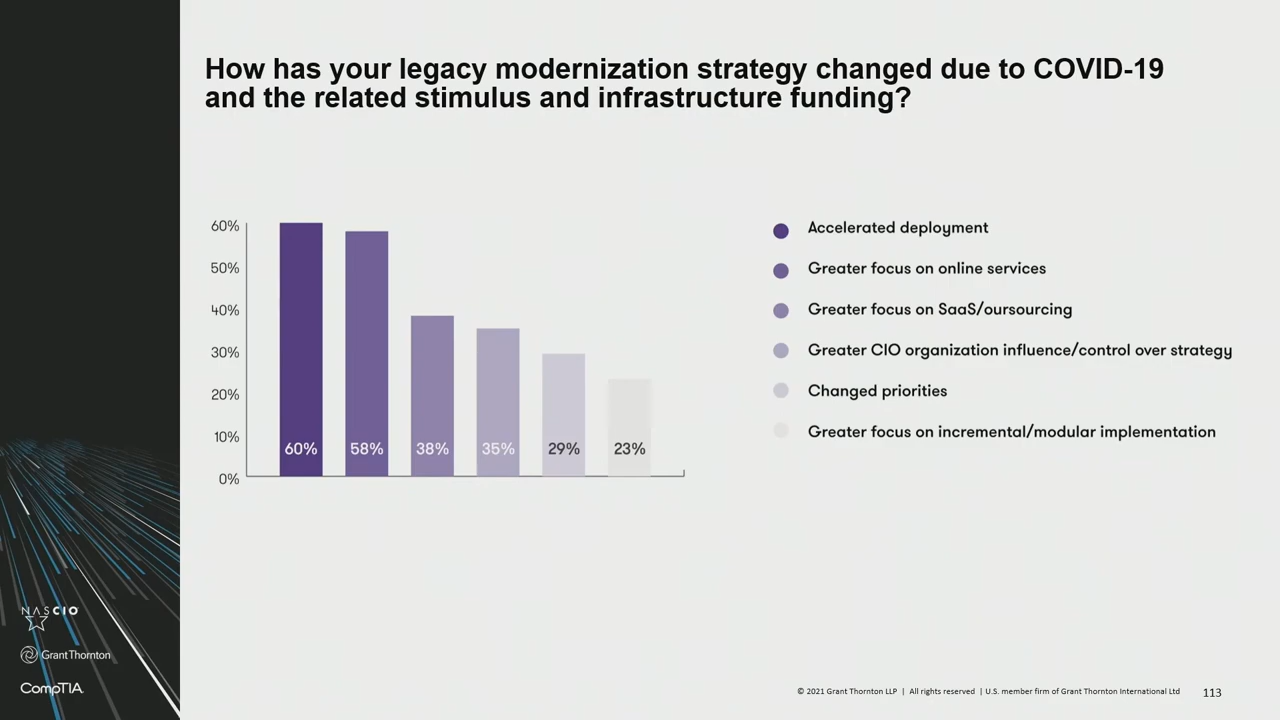 How has your legacy modernization strategy changed due to COVID-19
and the related stimulus and infrastructure funding?
60%
50%
40%
30%
20%
10%
0%
60% 58% 38% 35% 29% 23%
Accelerated deployment
Greater focus on online services
Greater focus on SaaS/oursourcing
Greater CIO organization influence/control over strategy
Changed priorities
Greater focus on incremental/modular implementation
NASCIO
GrantThornton
CompTIA.
© 2021 Grant Thornton LLP | All rights reserved | U.S. member firm of Grant Thornton International Ltd 113